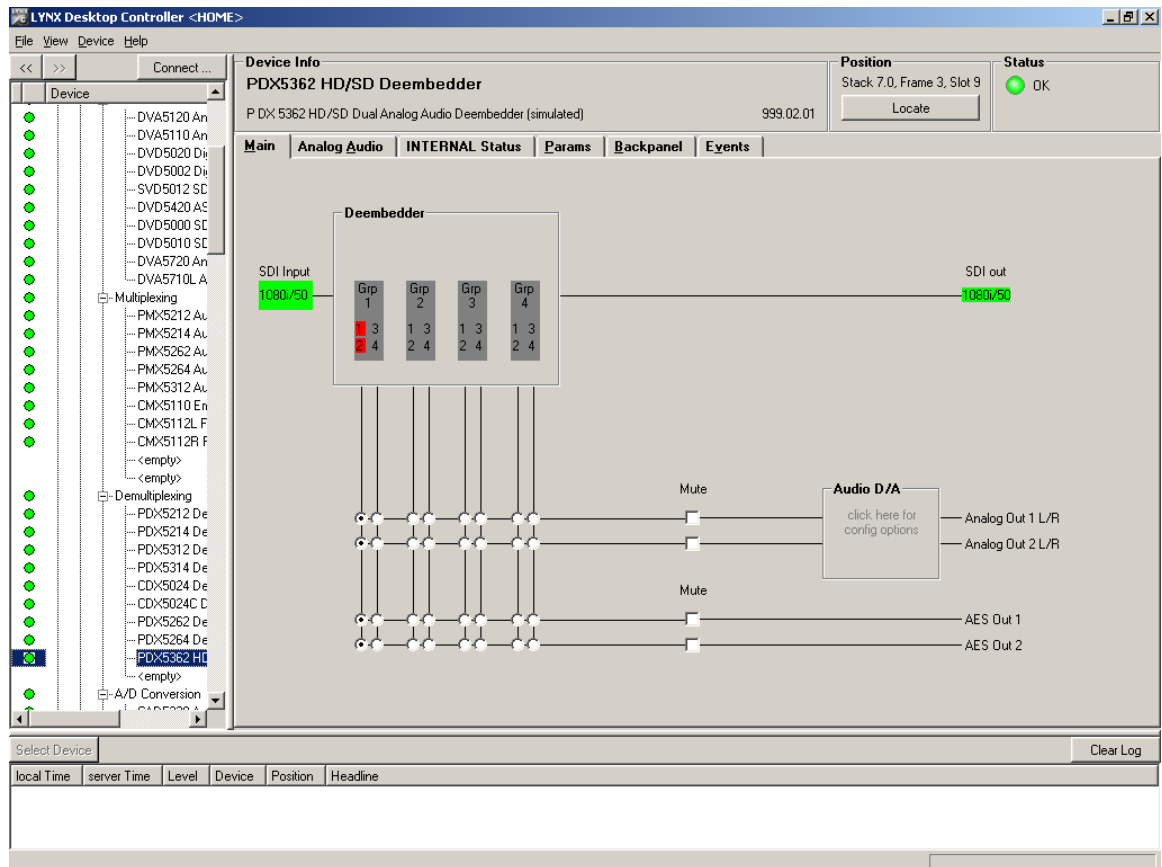 LYNX Desktop Controller <HOME>
File View Device Help
<< >> Connect ...
Device
DVA5120 An
DVA5110 An
DVD5020 Di
DVD5002 Di
SVD5012 SD
DVD5420 AS
DVD5000 SD
DVD5010 SD
DVA5720 An
DVA5710L A
Multiplexing
PMX5212 Au
PMX5214 Au
PMX5262 Au
PMX5264 Au
PMX5312 Au
CMX5110 En
CMX5112L F
CMX5112R F
<empty>
<empty>
Demultiplexing
PDX5212 De
PDX5214 De
PDX5312 De
PDX5314 De
CDX5024 De
CDX5024C D
PDX5262 De
PDX5264 De
PDX5362 HD
<empty>
A/D Conversion
Device Info
PDX5362 HD/SD Deembedder
P DX 5362 HD/SD Dual Analog Audio Deembedder (simulated) 999.02.01
Position
Stack 7.0, Frame 3, Slot 9
Locate
Status
OK
Main Analog Audio INTERNAL Status Params Backpanel Events
Deembedder
SDI Input
1080i/50
Grp 1
1 3
2 4
Grp 2
1 3
2 4
Grp 3
1 3
2 4
Grp 4
1 3
2 4
SDI out
1080i/50
Mute
Audio D/A
click here for
config options
Analog Out 1 L/R
Analog Out 2 L/R
Mute
AES Out 1
AES Out 2
Select Device
Clear Log
local Time server Time Level Device Position Headline